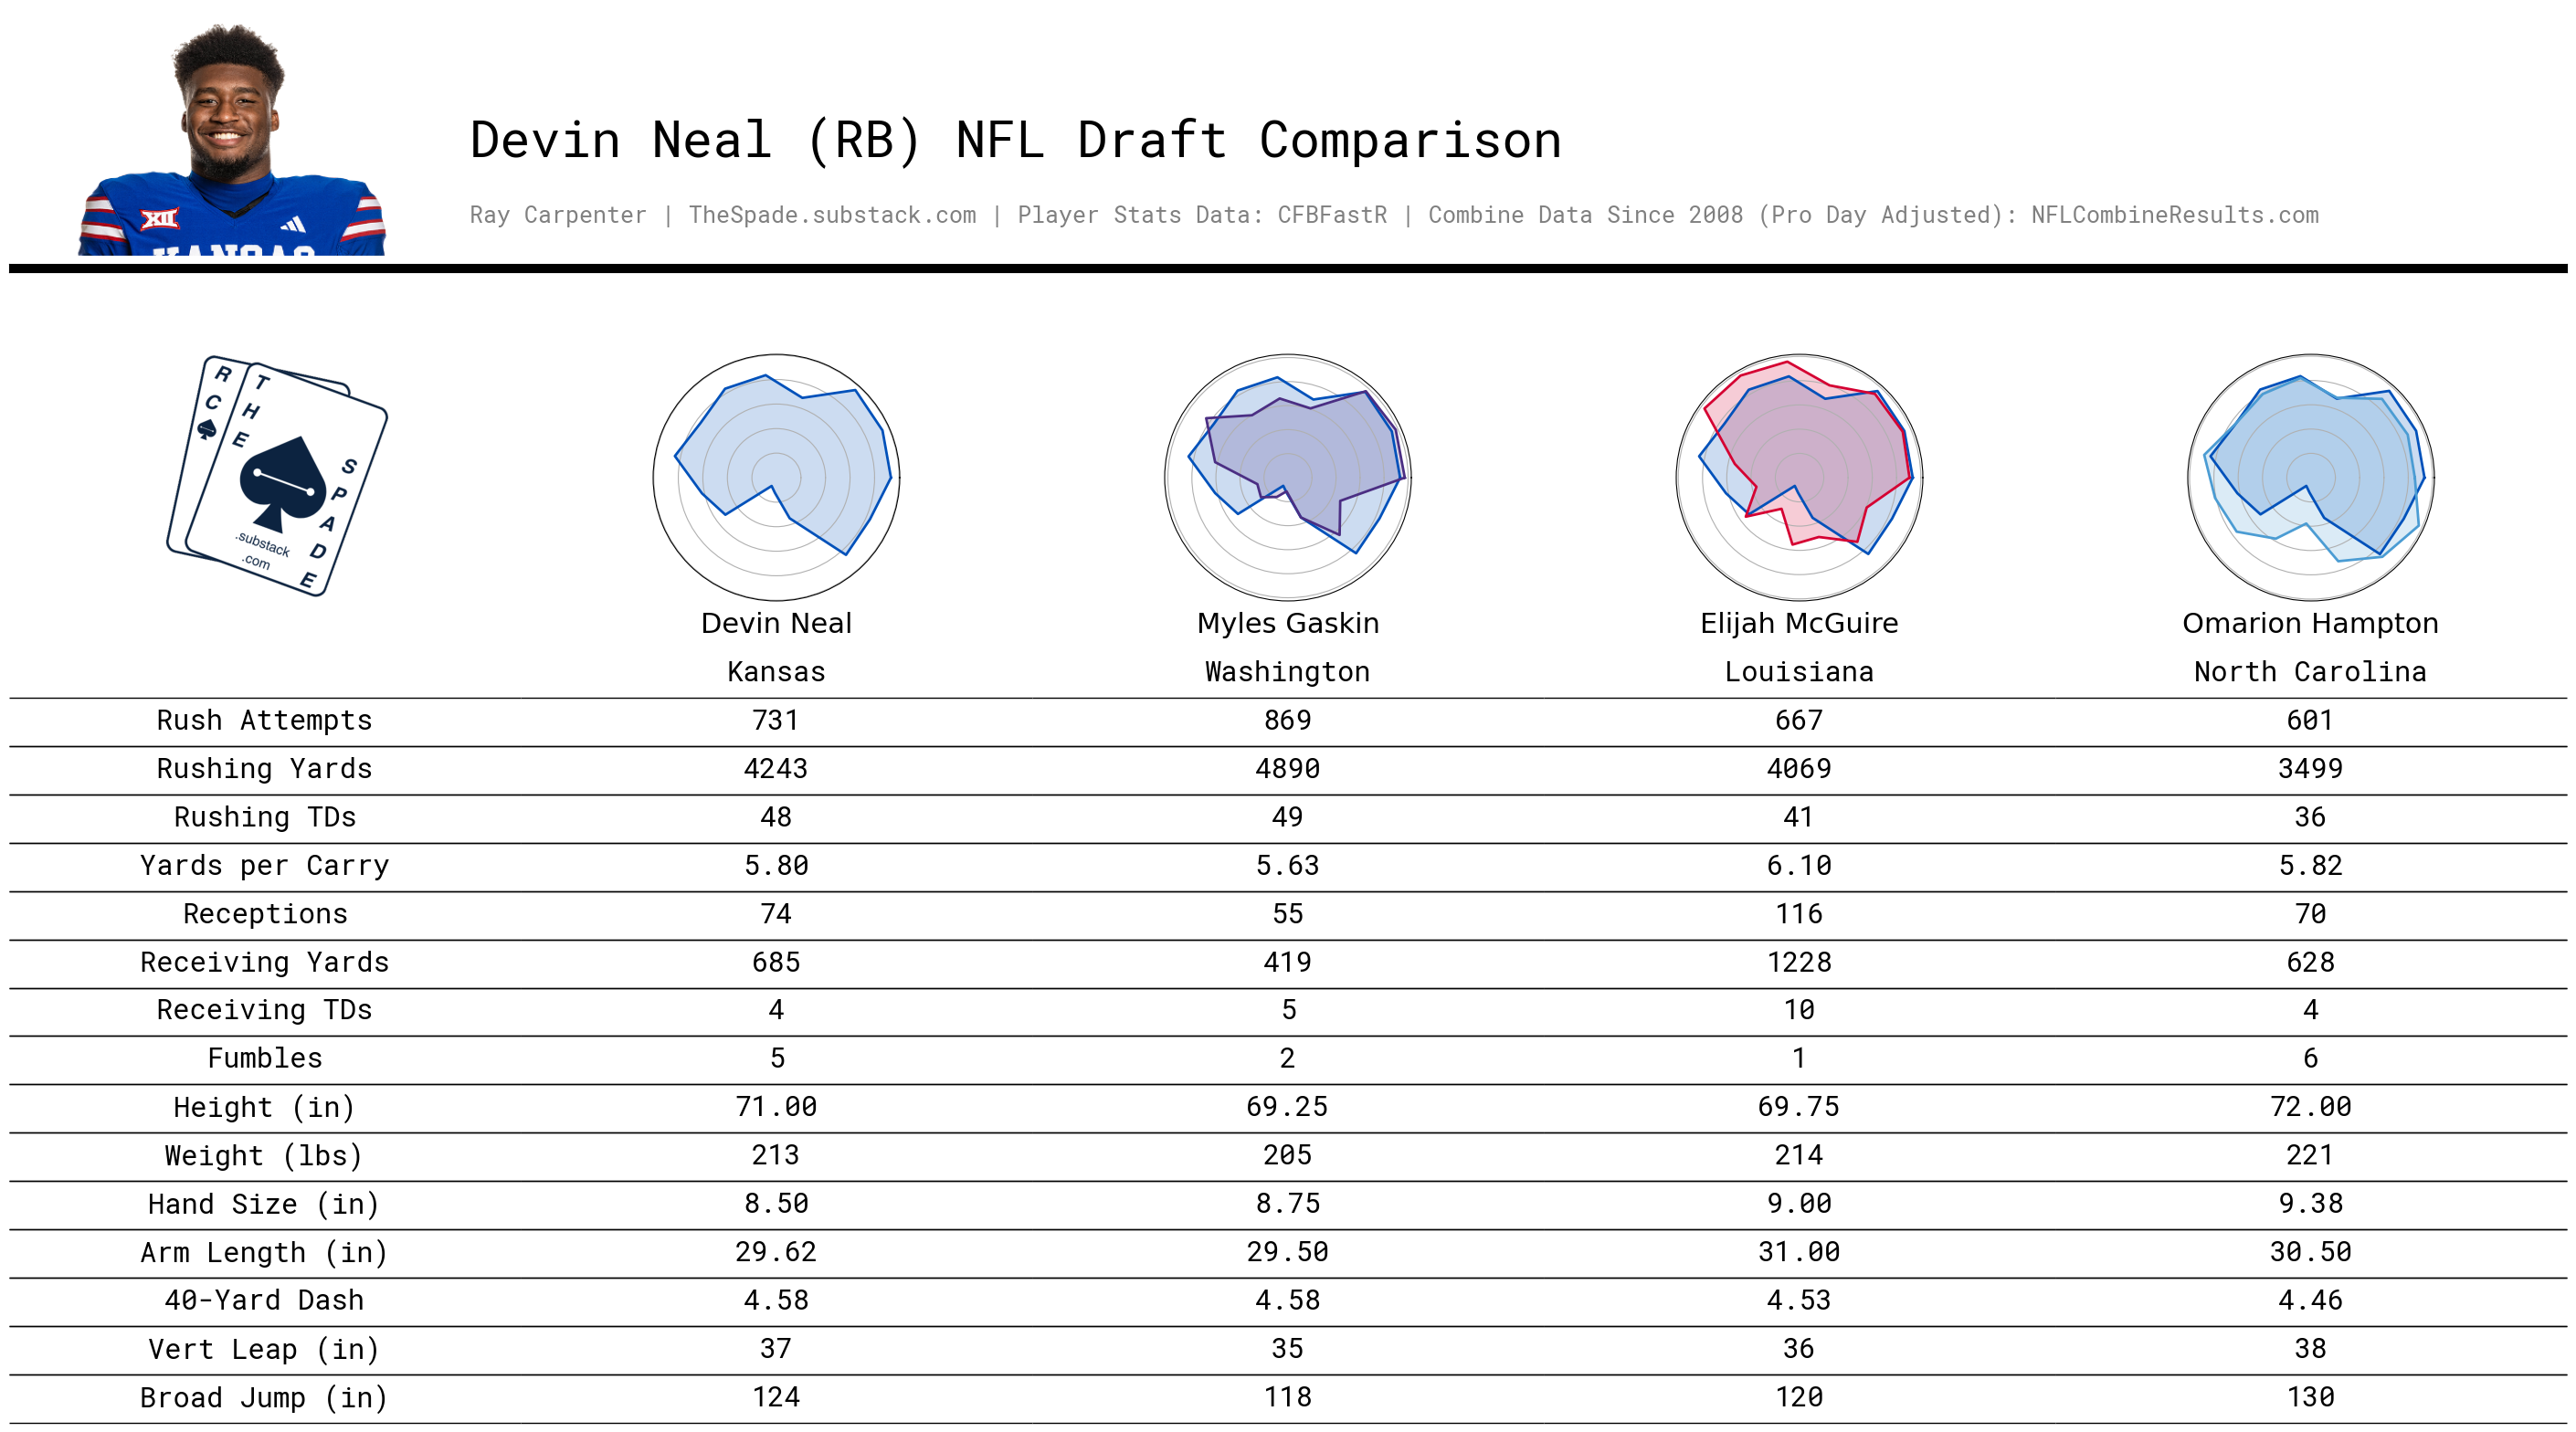 Devin Neal (RB) NFL Draft Comparison
Ray Carpenter | TheSpade.substack.com | Player Stats Data: CFBFastR | Combine Data Since 2008 (Pro Day Adjusted): NFLCombineResults.com
XII
KANSAS
RC
THE
SPADE
.substack
.com
Devin Neal Myles Gaskin Elijah McGuire Omarion Hampton
Kansas Washington Louisiana North Carolina
Rush Attempts 731 869 667 601
Rushing Yards 4243 4890 4069 3499
Rushing TDs 48 49 41 36
Yards per Carry 5.80 5.63 6.10 5.82
Receptions 74 55 116 70
Receiving Yards 685 419 1228 628
Receiving TDs 4 5 10 4
Fumbles 5 2 1 6
Height (in) 71.00 69.25 69.75 72.00
Weight (lbs) 213 205 214 221
Hand Size (in) 8.50 8.75 9.00 9.38
Arm Length (in) 29.62 29.50 31.00 30.50
40-Yard Dash 4.58 4.58 4.53 4.46
Vert Leap (in) 37 35 36 38
Broad Jump (in) 124 118 120 130